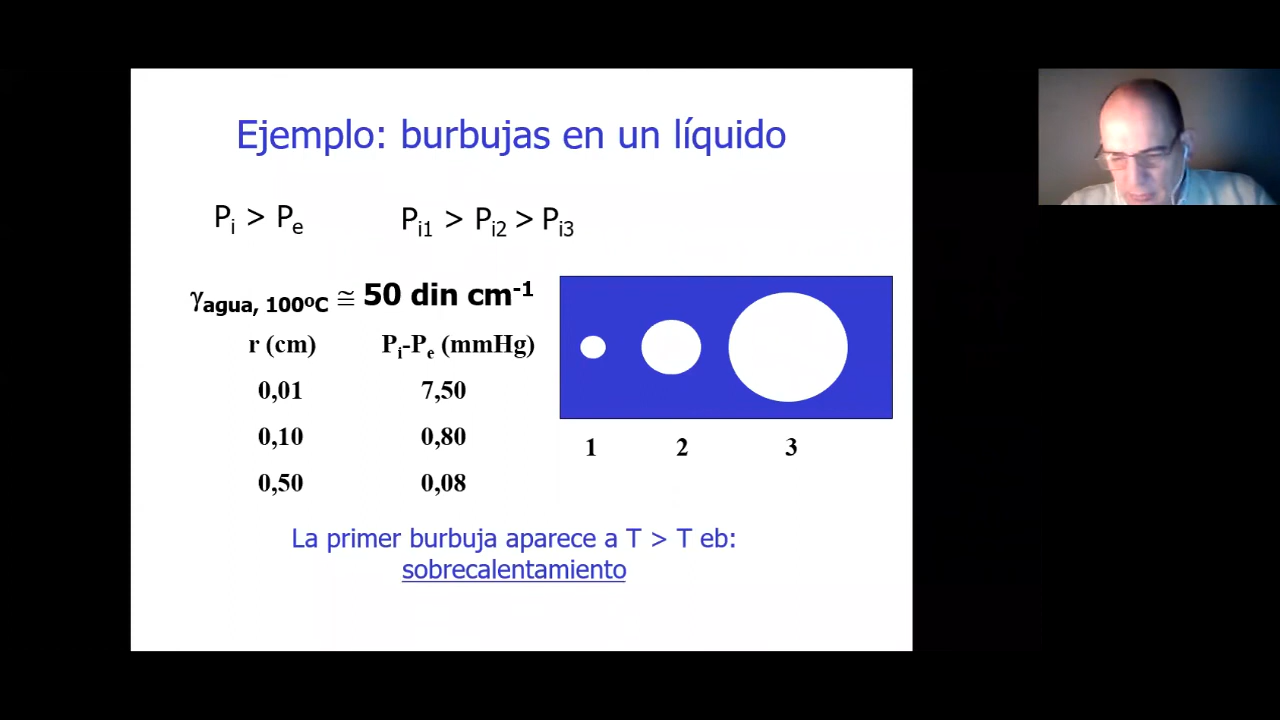 Ejemplo: burbujas en un líquido
Pi > Pe
Pi1 > Pi2 > Pi3
γagua, 100ºC ≅ 50 din cm-1
r (cm) Pi-Pe (mmHg)
0,01 7,50
0,10 0,80
0,50 0,08
1 2 3
La primer burbuja aparece a T > T eb:
sobrecalentamiento